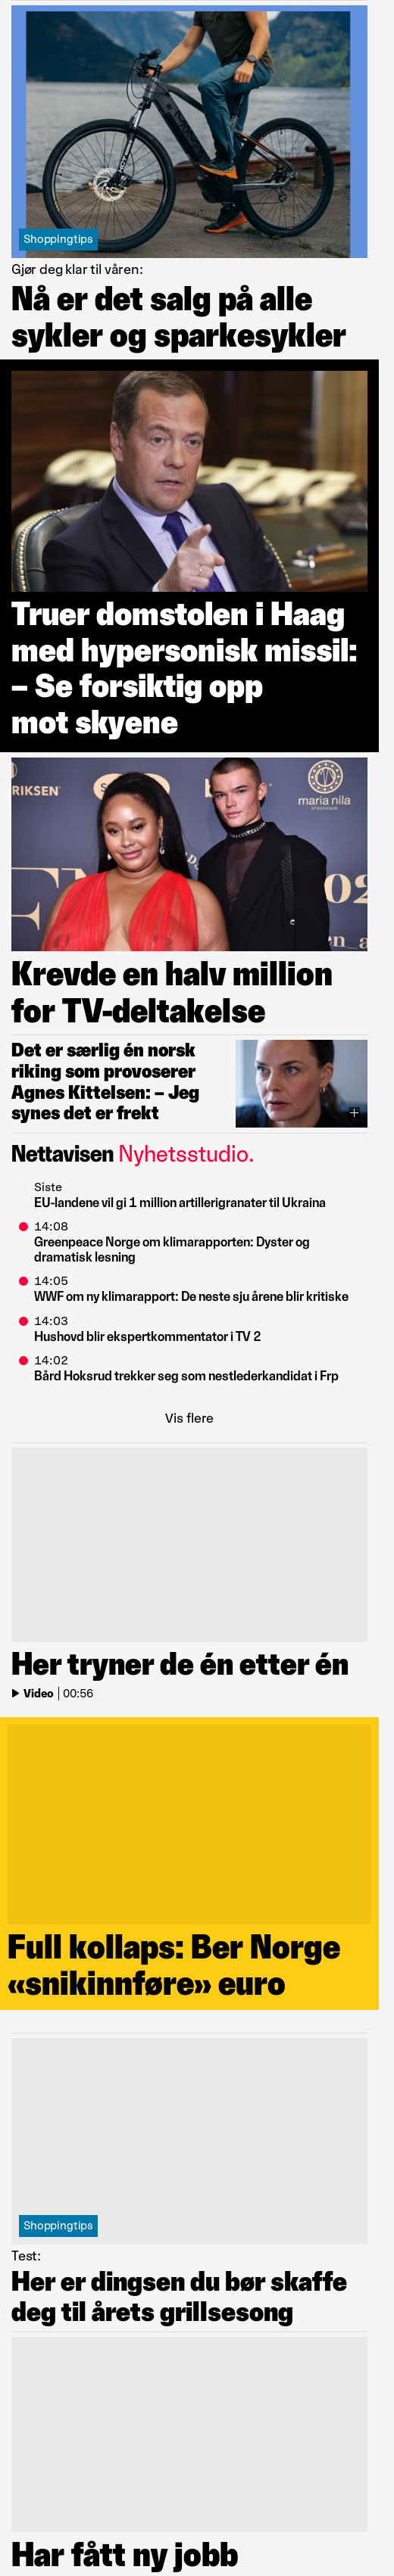 Shoppingtips
Gjør deg klar til våren:
Nå er det salg på alle
sykler og sparkesykler
Truer domstolen i Haag
med hypersonisk missil:
– Se forsiktig opp
mot skyene
RIKSEN
maria nila
STOCKHOLM
Krevde en halv million
for TV-deltakelse
Det er særlig én norsk
riking som provoserer
Agnes Kittelsen: – Jeg
synes det er frekt
Nettavisen Nyhetsstudio.
Siste
EU-landene vil gi 1 million artillerigranater til Ukraina
14:08
Greenpeace Norge om klimarapporten: Dyster og
dramatisk lesning
14:05
WWF om ny klimarapport: De neste sju årene blir kritiske
14:03
Hushovd blir ekspertkommentator i TV 2
14:02
Bård Hoksrud trekker seg som nestlederkandidat i Frp
Vis flere
Her tryner de én etter én
Video | 00:56
Full kollaps: Ber Norge
«snikinnføre» euro
Shoppingtips
Test:
Her er dingsen du bør skaffe
deg til årets grillsesong
Har fått ny jobb